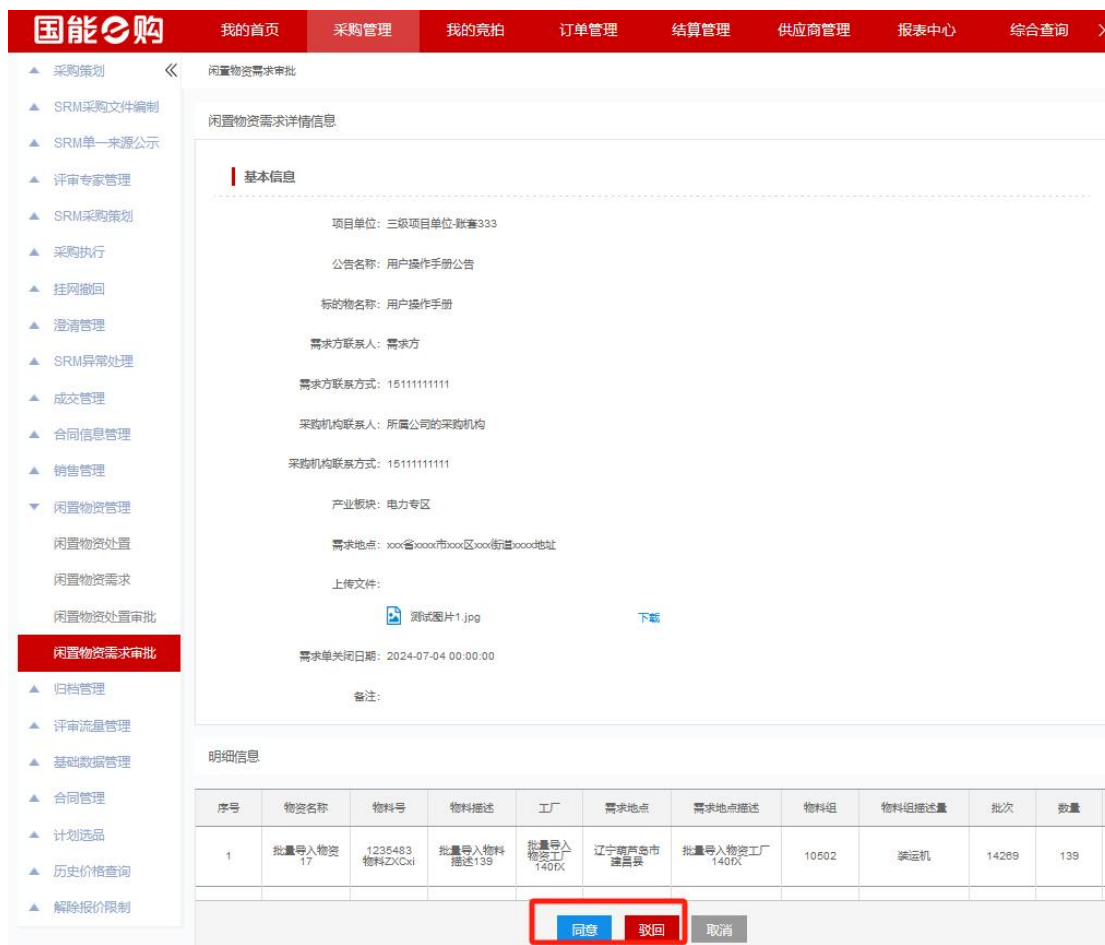 国能e购
我的首页 采购管理 我的竞拍 订单管理 结算管理 供应商管理 报表中心 综合查询
采购策划
SRM采购文件编制
SRM单一来源公示
评审专家管理
SRM采购策划
采购执行
挂网撤回
澄清管理
SRM异常处理
成交管理
合同信息管理
销售管理
闲置物资管理
闲置物资处置
闲置物资需求
闲置物资处置审批
闲置物资需求审批
归档管理
评审流量管理
基础数据管理
合同管理
计划选品
历史价格查询
解除报价限制
闲置物资需求审批
闲置物资需求详情信息
基本信息
项目单位：三级项目单位-账套333
公告名称：用户操作手册公告
标的物名称：用户操作手册
需求方联系人：需求方
需求方联系方式：15111111111
采购机构联系人：所属公司的采购机构
采购机构联系方式：15111111111
产业板块：电力专区
需求地点：xxx省xxxx市xxx区xxx街道xxxx地址
上传文件：
测试图片1.jpg 下载
需求单关闭日期：2024-07-04 00:00:00
备注：
明细信息
序号 物资名称 物料号 物料描述 工厂 需求地点 需求地点描述 物料组 物料组描述量 批次 数量
1 批量导入物资17 1235483物料ZXCxi 批量导入物料描述139 批量导入物资工厂140fX 辽宁葫芦岛市建昌县 批量导入物资工厂140fX 10502 装运机 14269 139
同意 驳回 取消